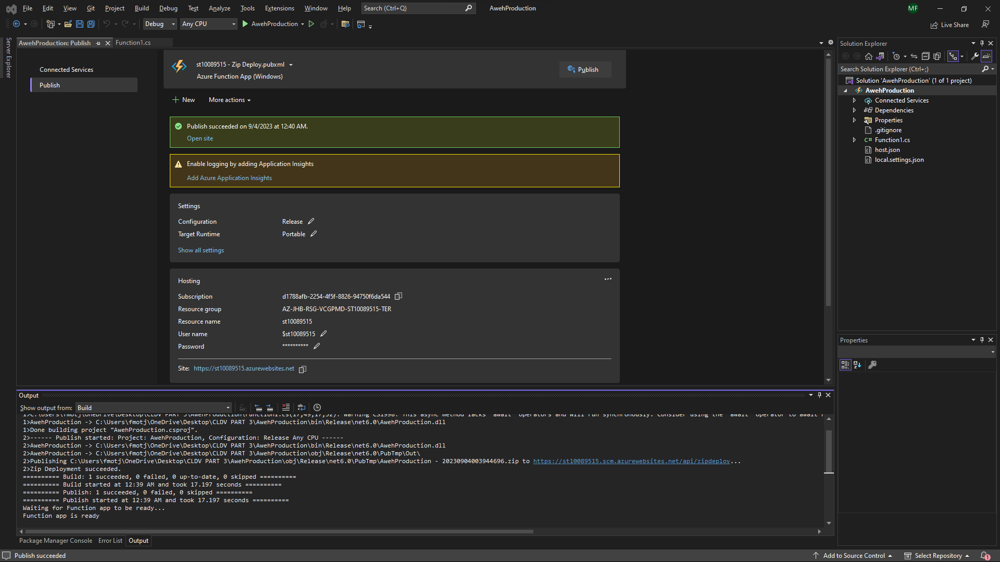 File Edit View Git Project Build Debug Test Analyze Tools Extensions Window Help Search (Ctrl+Q) AwehProduction MF
Debug Any CPU AwehProduction Live Share
Server Explorer
AwehProduction: Publish Function1.cs
Connected Services
Publish
st10089515 - Zip Deploy.pubxml
Azure Function App (Windows)
Publish
New More actions
Publish succeeded on 9/4/2023 at 12:40 AM.
Open site
Enable logging by adding Application Insights
Add Azure Application Insights
Settings
Configuration Release
Target Runtime Portable
Show all settings
Hosting
Subscription d1788afb-2254-4f5f-8826-94750f6da544
Resource group AZ-JHB-RSG-VCGPMD-ST10089515-TER
Resource name st10089515
User name $st10089515
Password **********
Site: https://st10089515.azurewebsites.net
Solution Explorer
Search Solution Explorer (Ctrl+;)
Solution 'AwehProduction' (1 of 1 project)
AwehProduction
Connected Services
Dependencies
Properties
.gitignore
C# Function1.cs
host.json
local.settings.json
Properties
Output
Show output from: Build
1>C:\Users\fmotj\OneDrive\Desktop\CLDV PART 3\AwehProduction\Function1.cs(17,49,17,52): warning CS1998: This async method lacks 'await' operators and will run synchronously. Consider using the 'await' operator to await
1>AwehProduction -> C:\Users\fmotj\OneDrive\Desktop\CLDV PART 3\AwehProduction\bin\Release\net6.0\AwehProduction.dll
1>Done building project "AwehProduction.csproj".
2>------ Publish started: Project: AwehProduction, Configuration: Release Any CPU ------
2>AwehProduction -> C:\Users\fmotj\OneDrive\Desktop\CLDV PART 3\AwehProduction\bin\Release\net6.0\AwehProduction.dll
2>AwehProduction -> C:\Users\fmotj\OneDrive\Desktop\CLDV PART 3\AwehProduction\obj\Release\net6.0\PubTmp\Out\
2>Publishing C:\Users\fmotj\OneDrive\Desktop\CLDV PART 3\AwehProduction\obj\Release\net6.0\PubTmp\AwehProduction - 20230904003944696.zip to https://st10089515.scm.azurewebsites.net/api/zipdeploy...
2>Zip Deployment succeeded.
========== Build: 1 succeeded, 0 failed, 0 up-to-date, 0 skipped ==========
========== Build started at 12:39 AM and took 17.197 seconds ==========
========== Publish: 1 succeeded, 0 failed, 0 skipped ==========
========== Publish started at 12:39 AM and took 17.197 seconds ==========
Waiting for Function app to be ready...
Function app is ready
Package Manager Console Error List Output
Publish succeeded Add to Source Control Select Repository 1